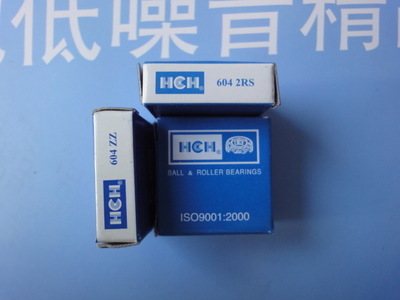 低噪音精
HCH® 604 2RS
604 ZZ
HCH®
HCH®
BALL & ROLLER BEARINGS
ISO9001:2000